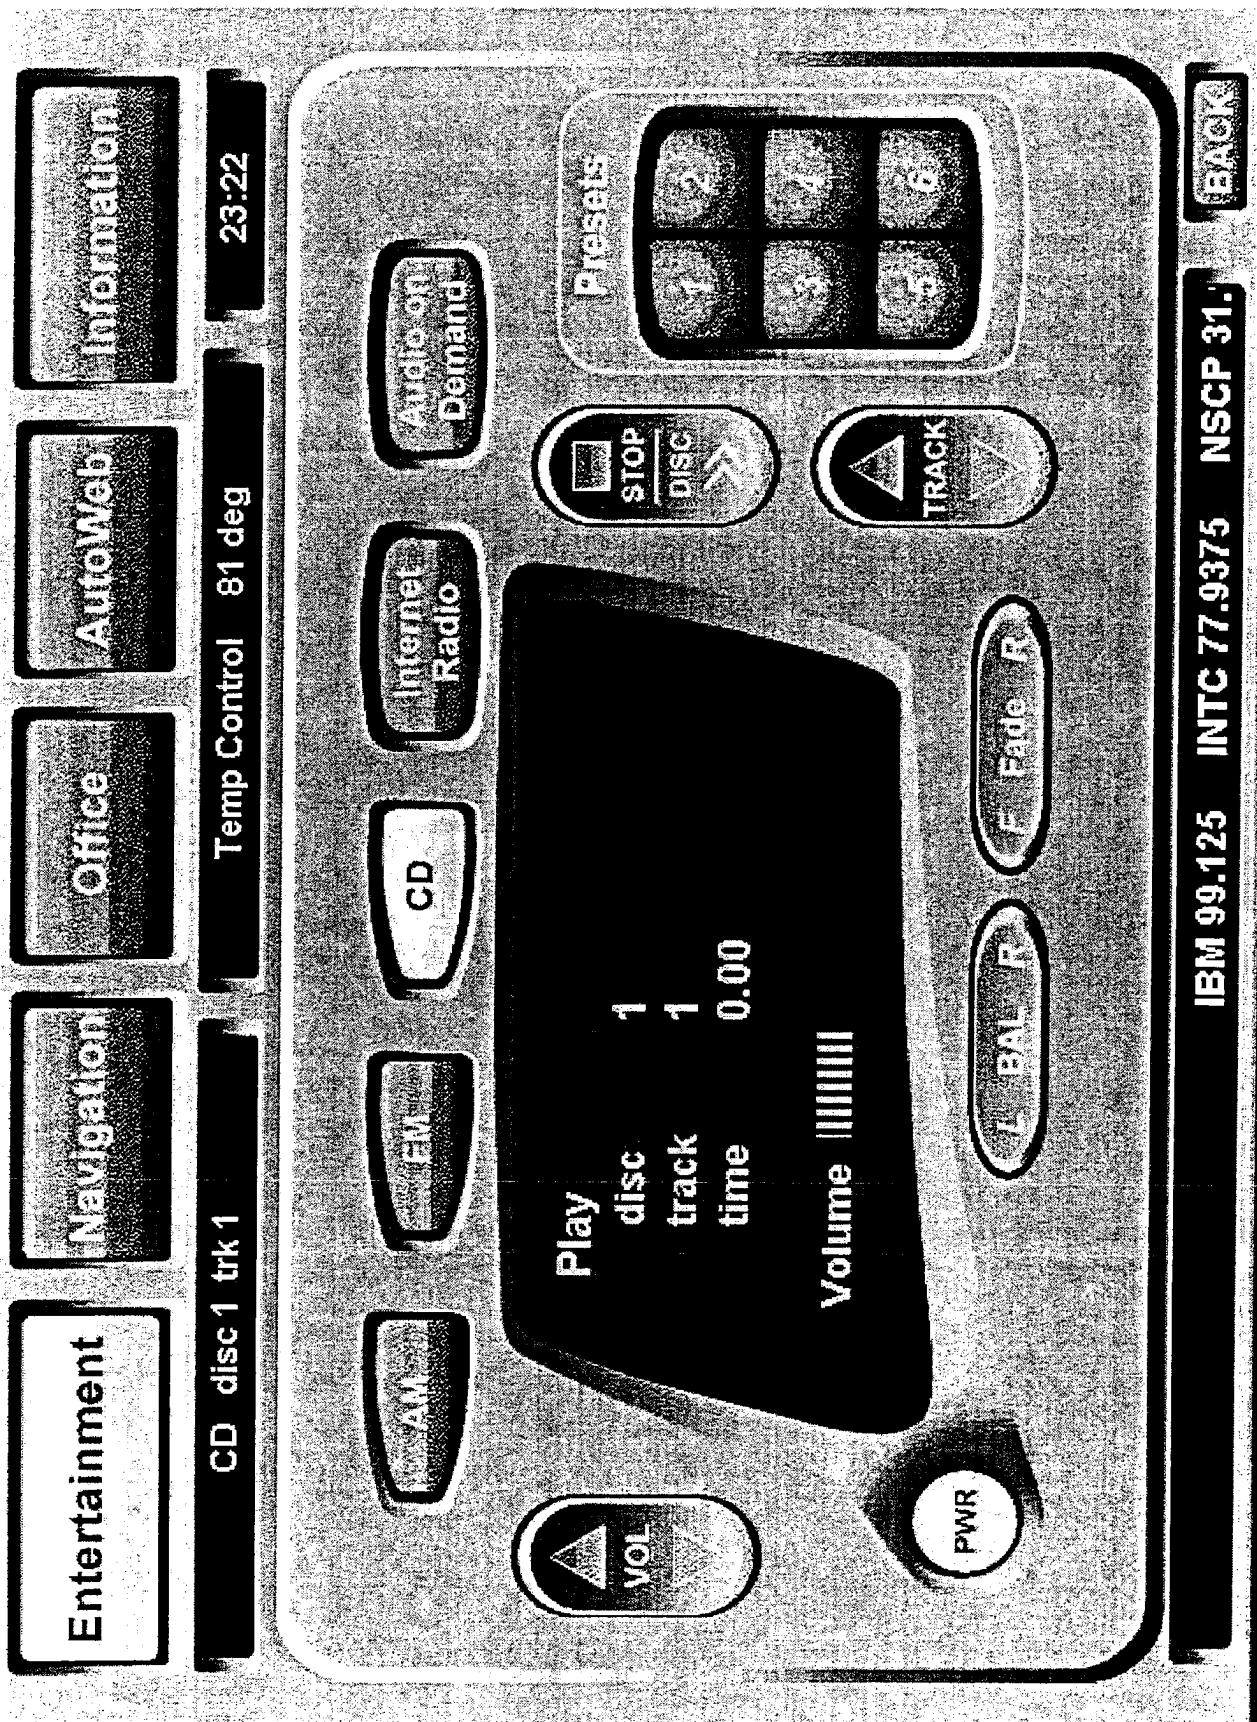 Entertainment
Navigation
Office
AutoWeb
Information
CD disc 1 trk 1
Temp Control 81 deg
23:22
AM
FM
CD
Internet
Radio
Audio on
Demand
VOL
Play
disc 1
track 1
time 0.00
Volume
STOP
DISC
TRACK
Presets
1 2
3 4
5 6
PWR
L BAL R
F Fade R
IBM 99.125 INTC 77.9375 NSCP 31.
BACK